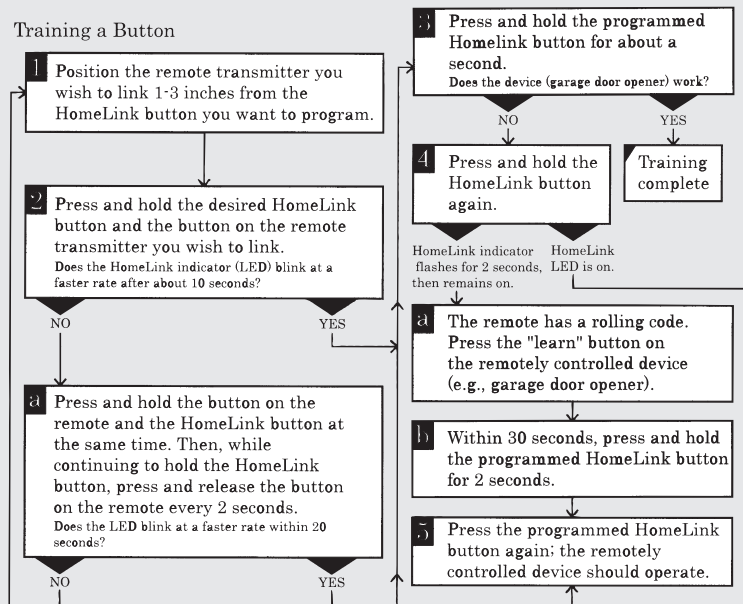 Training a Button
1
Position the remote transmitter you
wish to link 1-3 inches from the
HomeLink button you want to program.
2
Press and hold the desired HomeLink
button and the button on the remote
transmitter you wish to link.
Does the HomeLink indicator (LED) blink at a
faster rate after about 10 seconds?
NO
YES
a
Press and hold the button on the
remote and the HomeLink button at
the same time. Then, while
continuing to hold the HomeLink
button, press and release the button
on the remote every 2 seconds.
Does the LED blink at a faster rate within 20
seconds?
NO
YES
3
Press and hold the programmed
Homelink button for about a
second.
Does the device (garage door opener) work?
NO
YES
4
Press and hold the
HomeLink button
again.
Training
complete
HomeLink indicator
flashes for 2 seconds,
then remains on.
HomeLink
LED is on.
a
The remote has a rolling code.
Press the "learn" button on
the remotely controlled device
(e.g., garage door opener).
b
Within 30 seconds, press and hold
the programmed HomeLink button
for 2 seconds.
5
Press the programmed HomeLink
button again; the remotely
controlled device should operate.